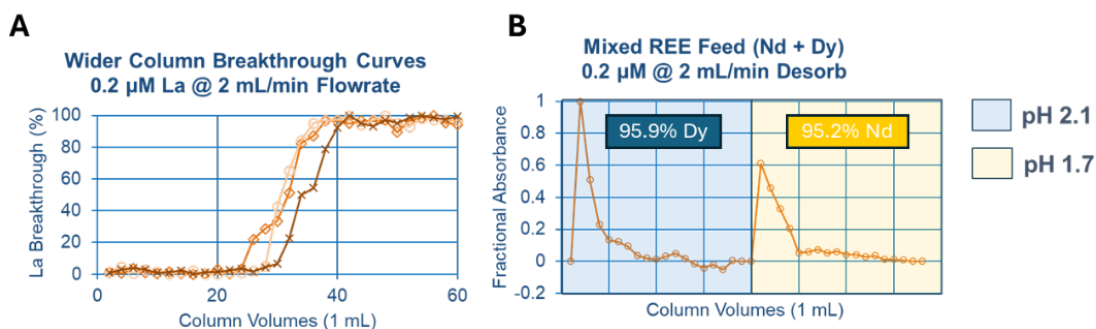 A
Wider Column Breakthrough Curves
0.2 µM La @ 2 mL/min Flowrate
La Breakthrough (%)
100
80
60
40
20
0
0 20 40 60
Column Volumes (1 mL)
B
Mixed REE Feed (Nd + Dy)
0.2 µM @ 2 mL/min Desorb
Fractional Absorbance
1
0.8
0.6
0.4
0.2
0
-0.2
95.9% Dy
95.2% Nd
Column Volumes (1 mL)
pH 2.1
pH 1.7